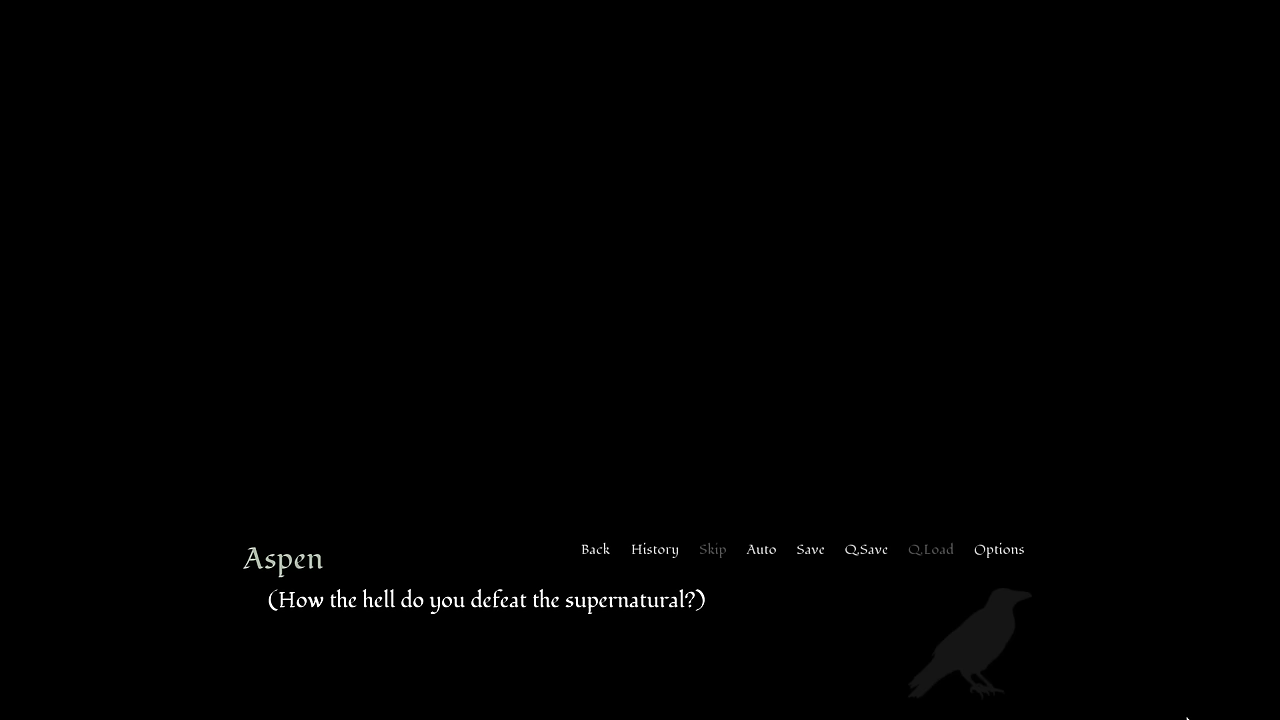 Aspen
Back History Skip Auto Save Q.Save Q.Load Options
(How the hell do you defeat the supernatural?)